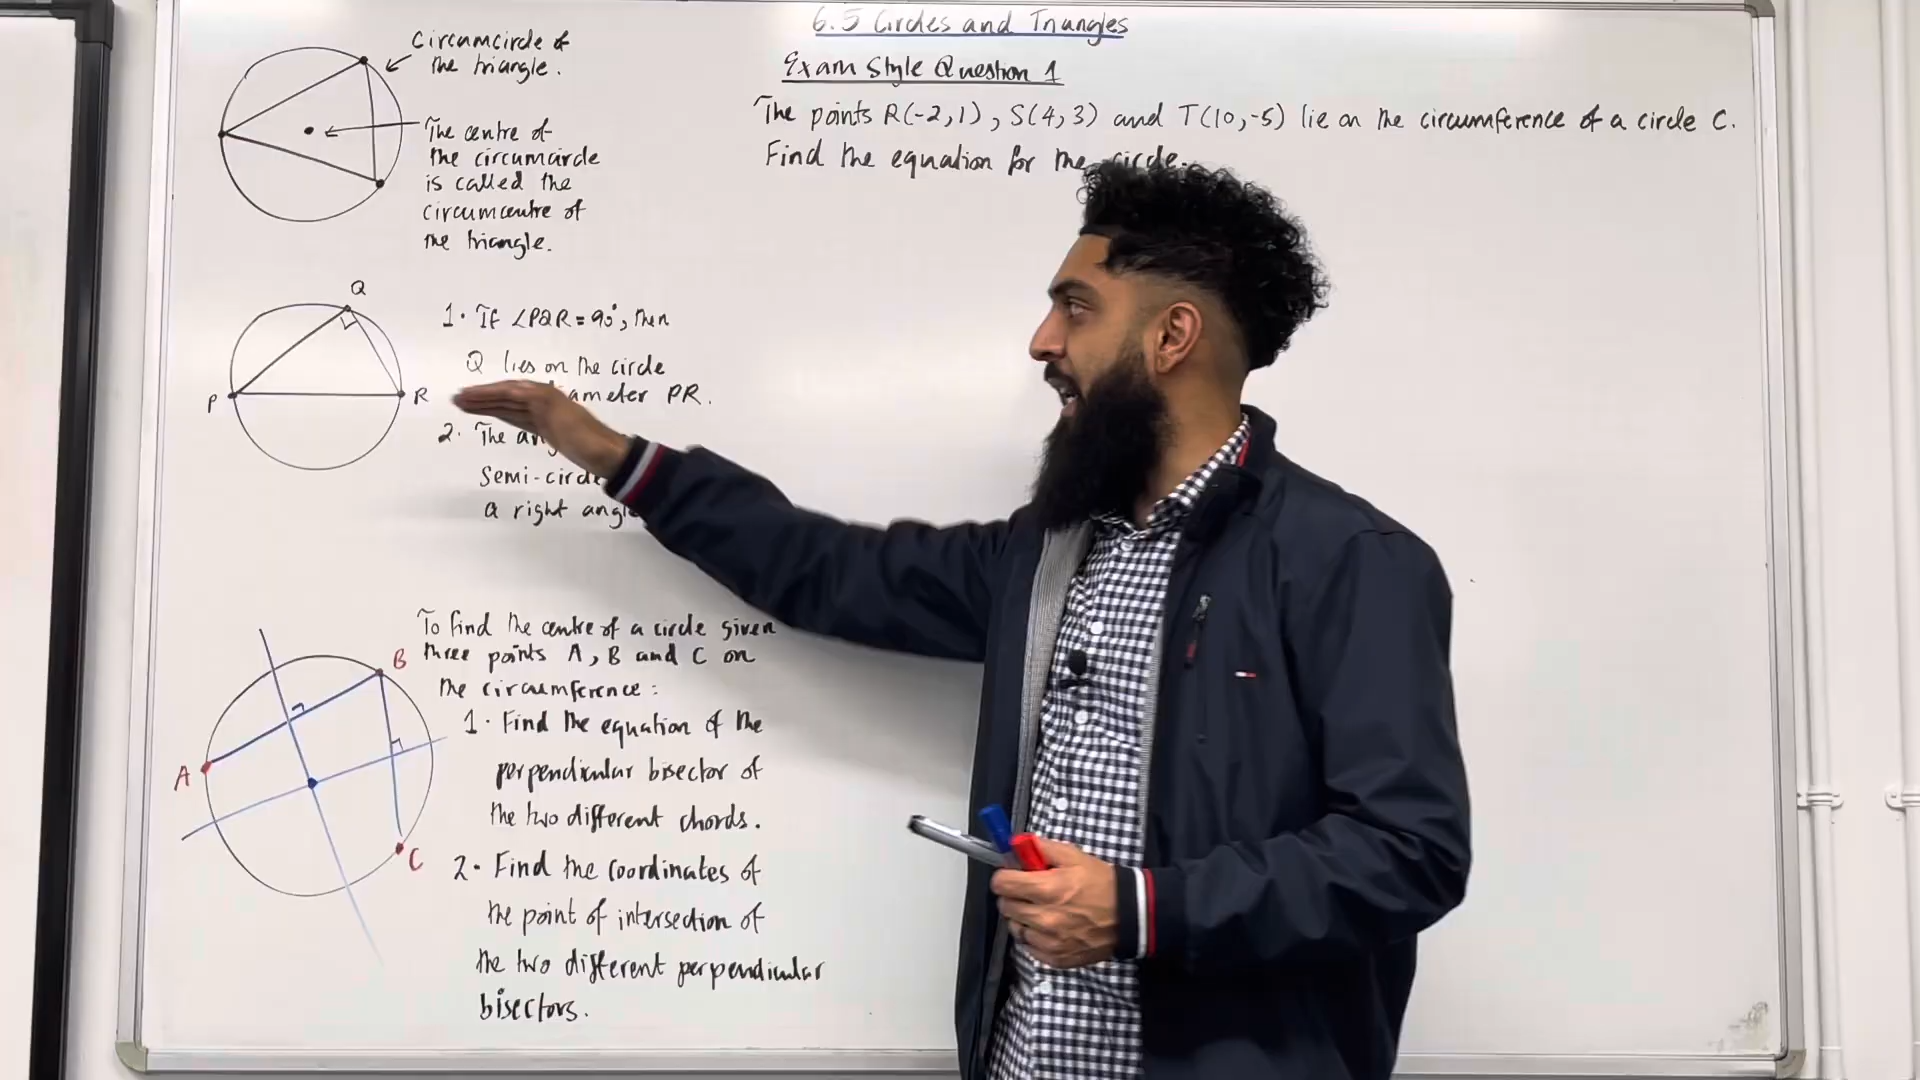 6.5 Circles and Triangles
Exam Style Question 1
The points R(-2,1), S(4,3) and T(10,-5) lie on the circumference of a circle C.
Find the equation for the circle.
Circumcircle of
the triangle.
The centre of
the circumcircle
is called the
circumcentre of
the triangle.
Q
P
R
1. If ∠PQR=90°, then
Q lies on the circle
PR.
2. The
Semi-circle
a right angle
To find the centre of a circle given
three points A, B and C on
the circumference:
1. Find the equation of the
perpendicular bisector of
the two different chords.
2. Find the coordinates of
the point of intersection of
the two different perpendicular
bisectors.
B
A
C